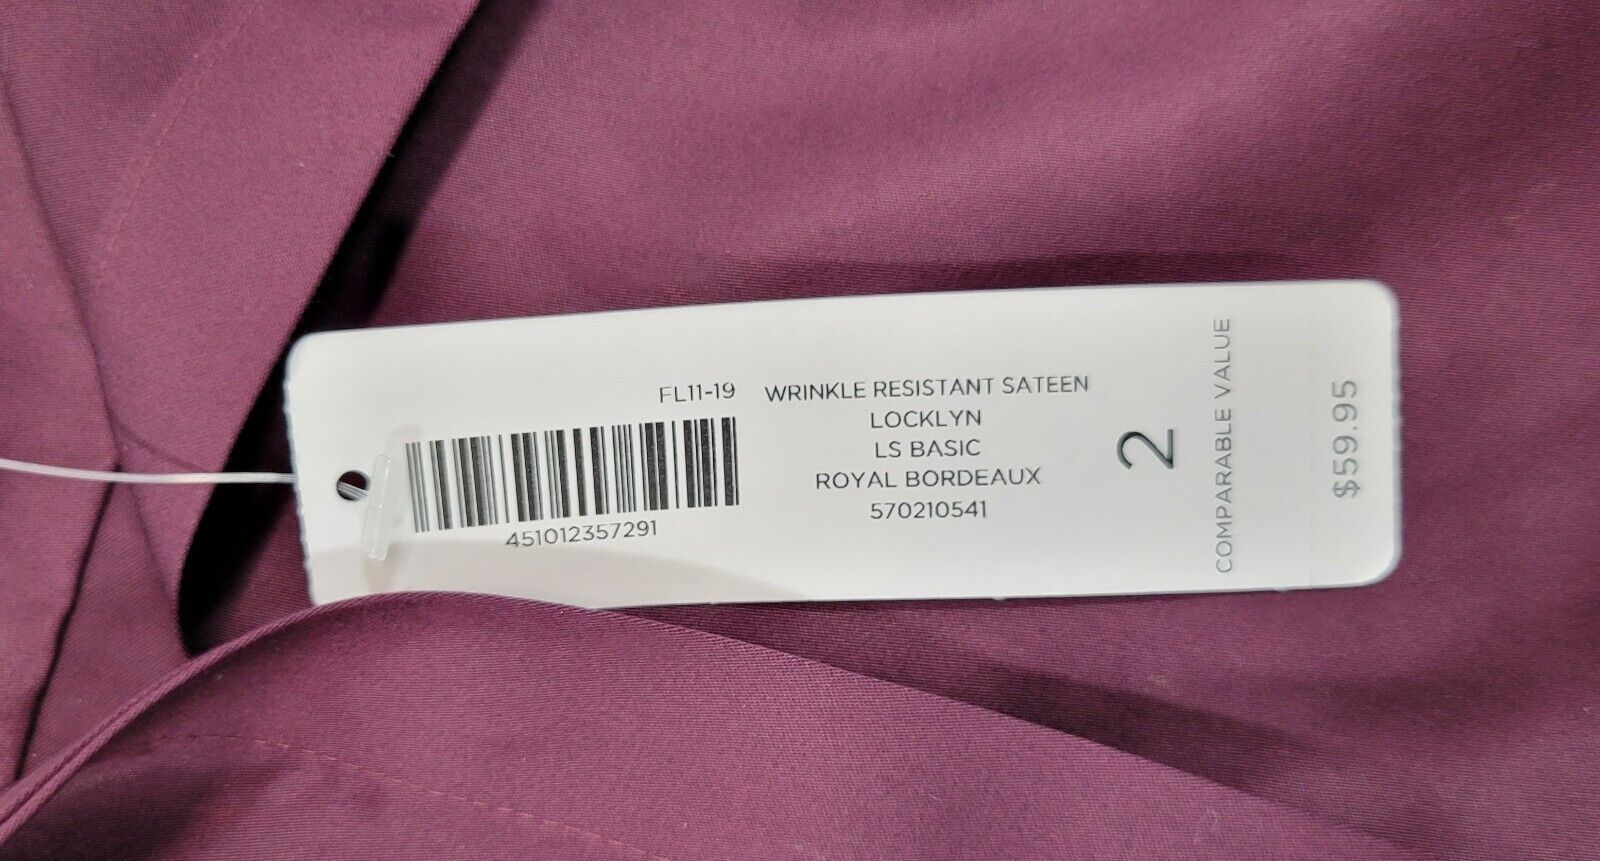 FL11-19
451012357291
WRINKLE RESISTANT SATEEN
LOCKLYN
LS BASIC
ROYAL BORDEAUX
570210541
2
COMPARABLE VALUE
$59.95